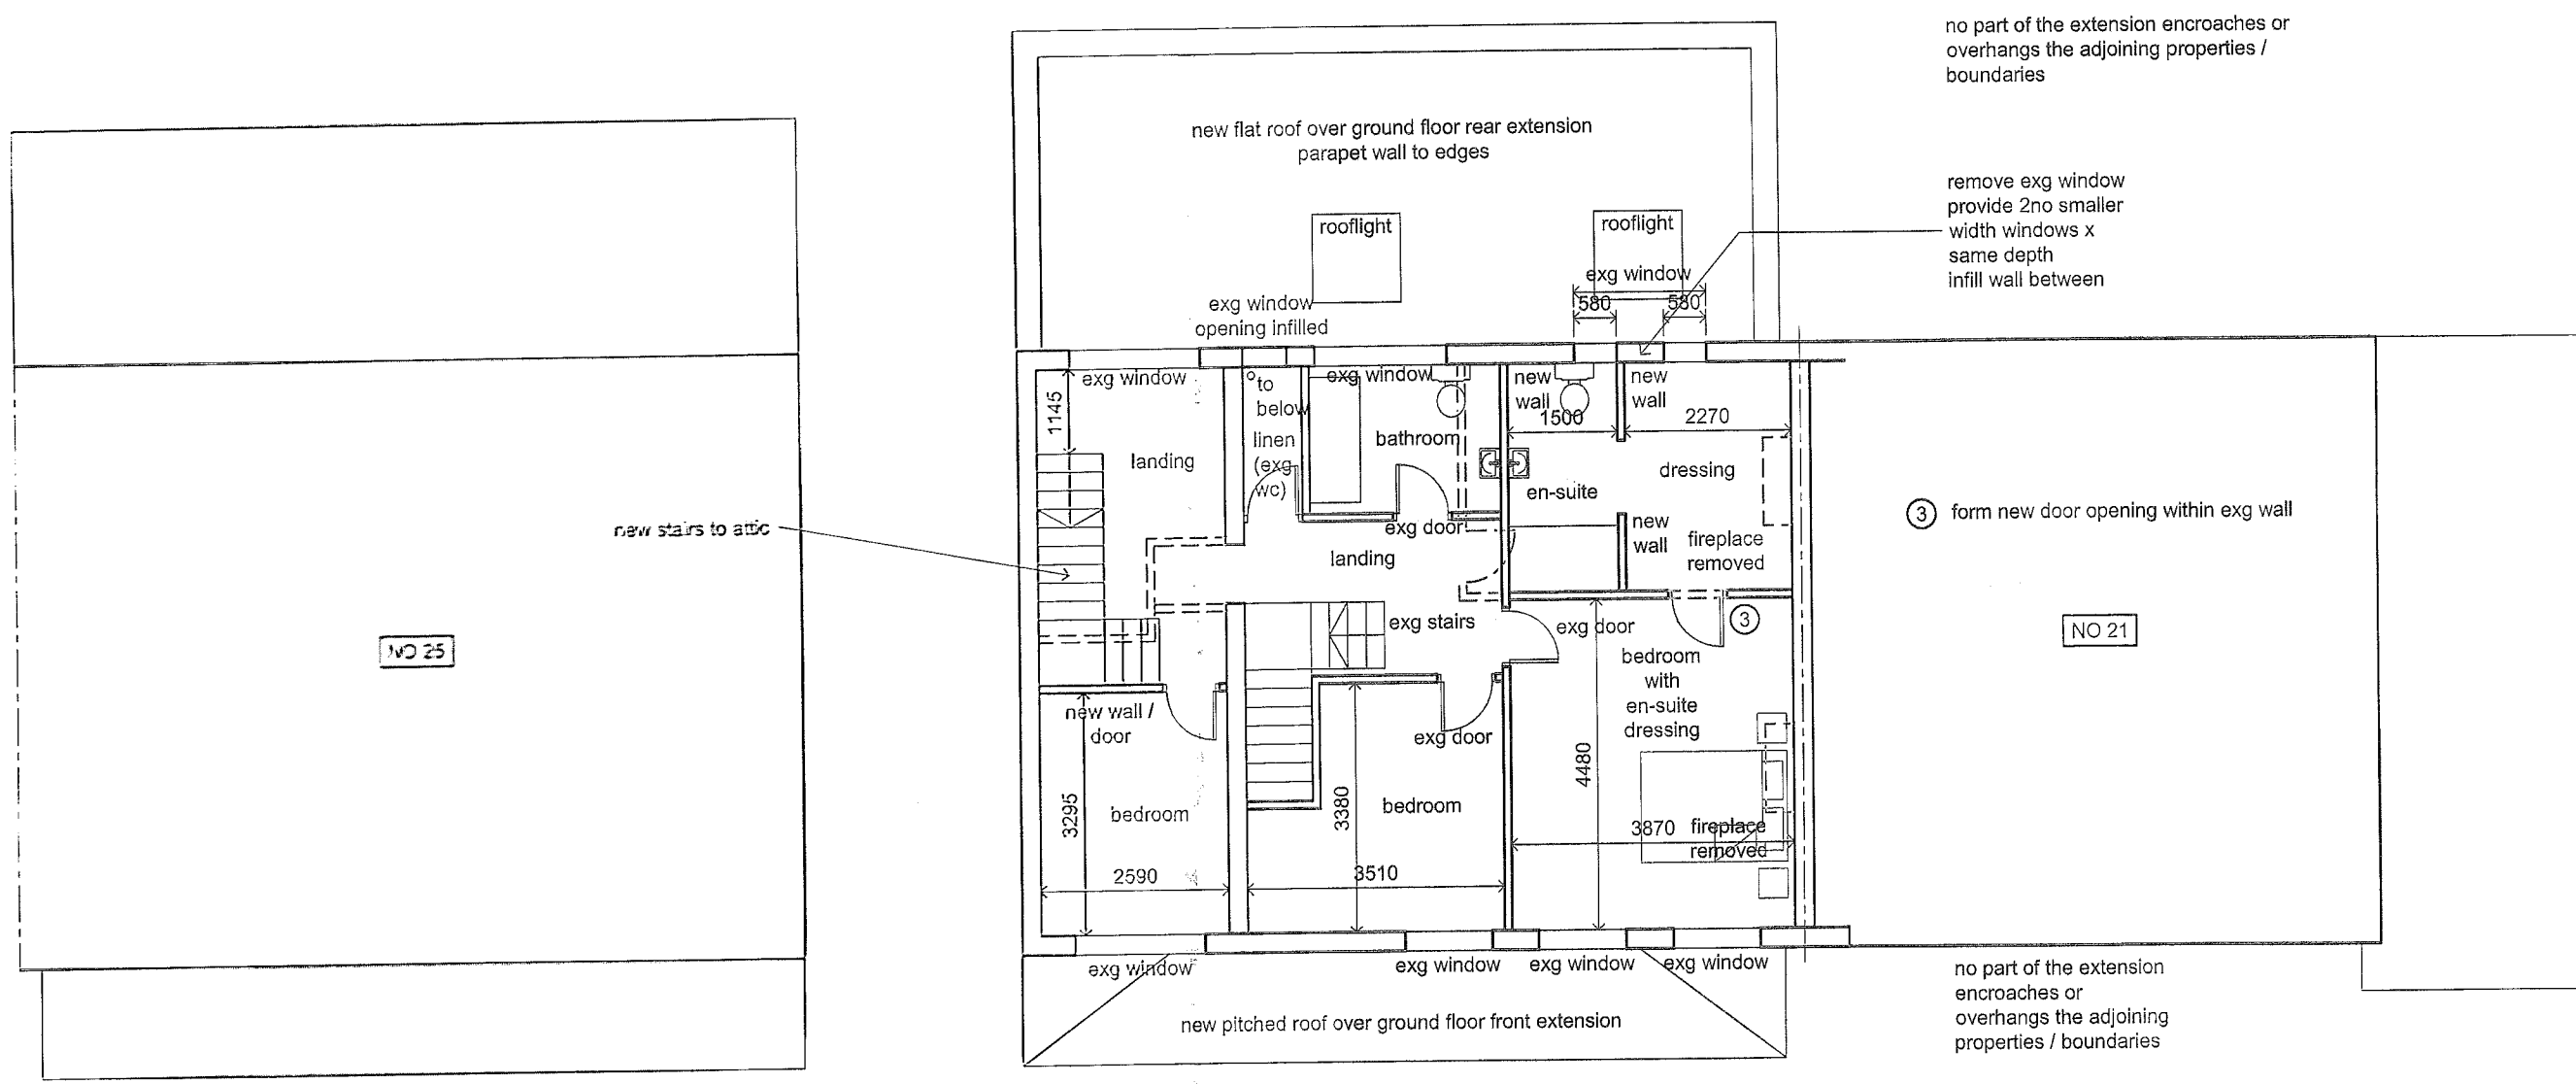 no part of the extension encroaches or
overhangs the adjoining properties /
boundaries
new flat roof over ground floor rear extension
parapet wall to edges
remove exg window
provide 2no smaller
width windows x
same depth
infill wall between
rooflight
rooflight
exg window
580
580
exg window
opening infilled
exg window
1145
landing
to
below
linen
(exg
wc)
exg window
bathroom
new
wall
1500
new
wall
2270
dressing
en-suite
exg door
landing
new
wall
fireplace
removed
3 form new door opening within exg wall
new stairs to attic
exg stairs
exg door
3
NO 25
NO 21
bedroom
with
en-suite
dressing
new wall /
door
exg door
4480
3295
bedroom
3380
bedroom
3870
fireplace
removed
2590
3510
exg window
exg window
exg window
exg window
new pitched roof over ground floor front extension
no part of the extension
encroaches or
overhangs the adjoining
properties / boundaries